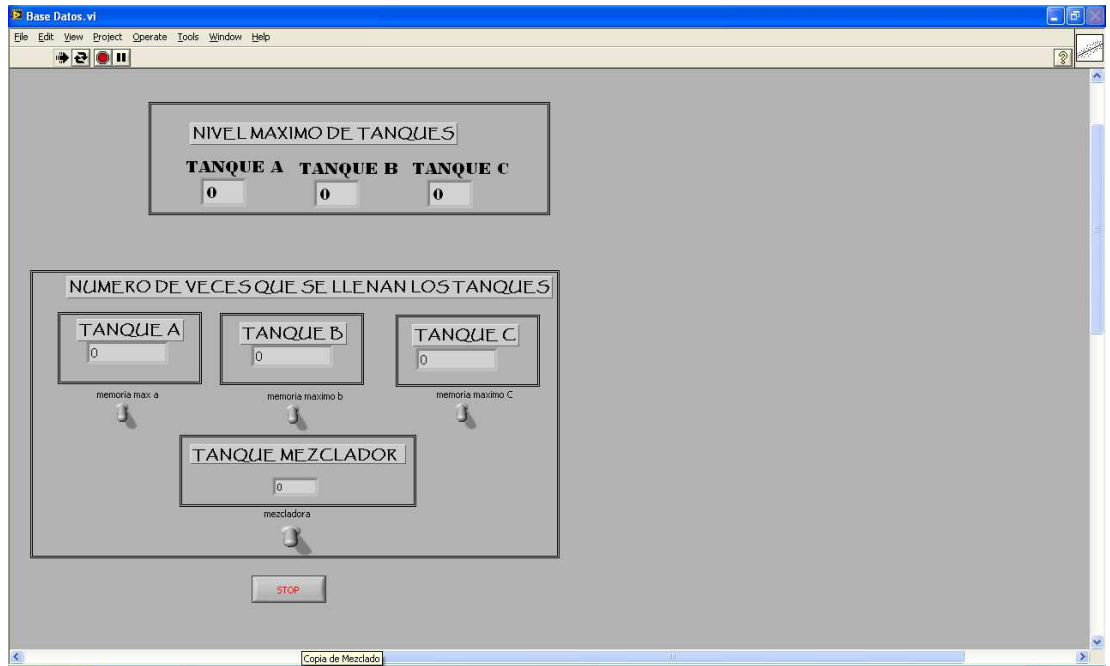 Base Datos.vi
File Edit View Project Operate Tools Window Help
?
NIVEL MAXIMO DE TANQUES
TANQUE A TANQUE B TANQUE C
0 0 0
NUMERO DE VECES QUE SE LLENAN LOS TANQUES
TANQUE A TANQUE B TANQUE C
0 0 0
memoria max a memoria maximo b memoria maximo C
TANQUE MEZCLADOR
0
mezcladora
STOP
Copia de Mezclado